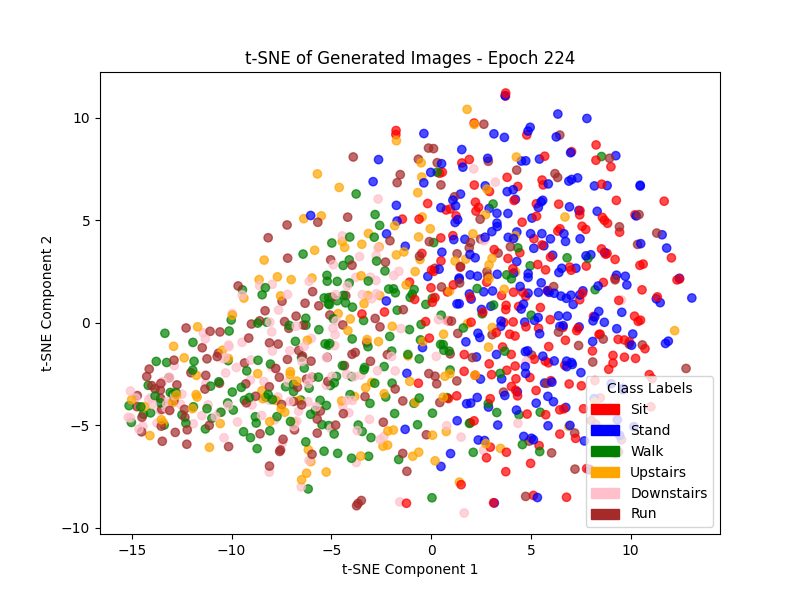 t-SNE of Generated Images - Epoch 224
t-SNE Component 2
10
5
0
−5
−10
−15
−10
−5
0
5
10
t-SNE Component 1
Class Labels
Sit
Stand
Walk
Upstairs
Downstairs
Run